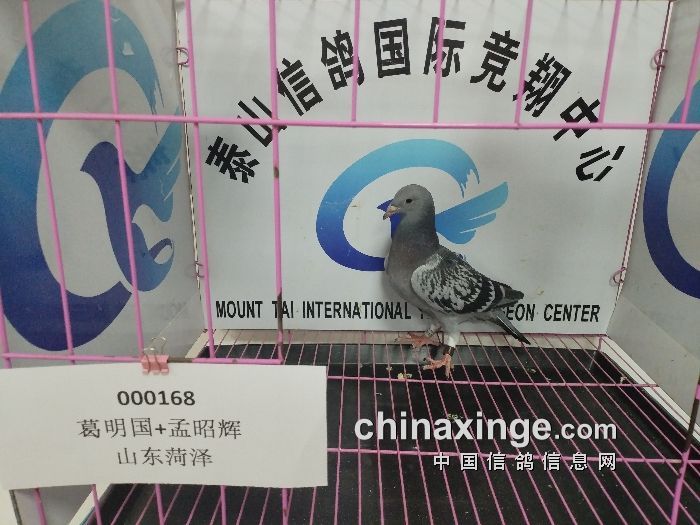 泰山信鸽国际竞翔中心
MOUNT TAI INTERNATIONAL
EON CENTER
000168
葛明国+孟昭辉
山东菏泽
chinaxinge.com
中国信鸽信息网